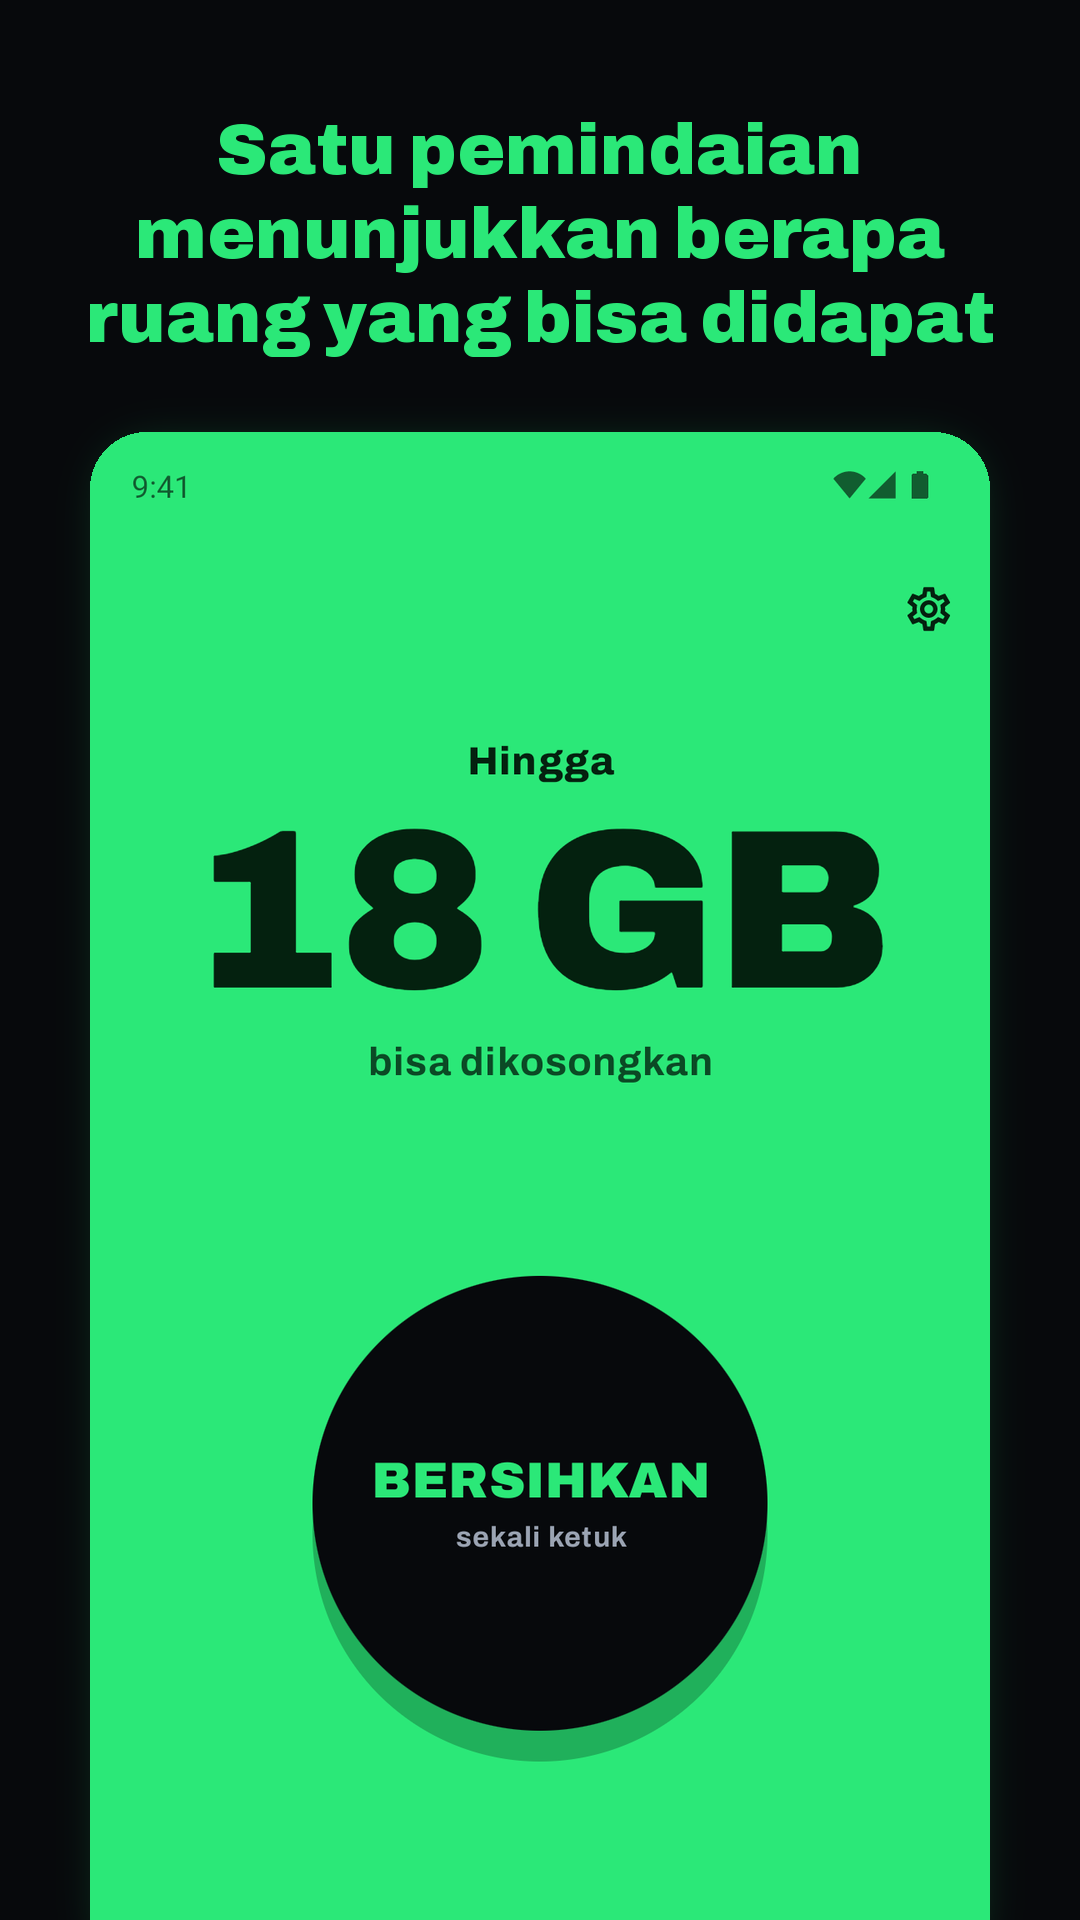 Satu pemindaian
menunjukkan berapa
ruang yang bisa didapat
9:41
Hingga
18 GB
bisa dikosongkan
BERSIHKAN
sekali ketuk